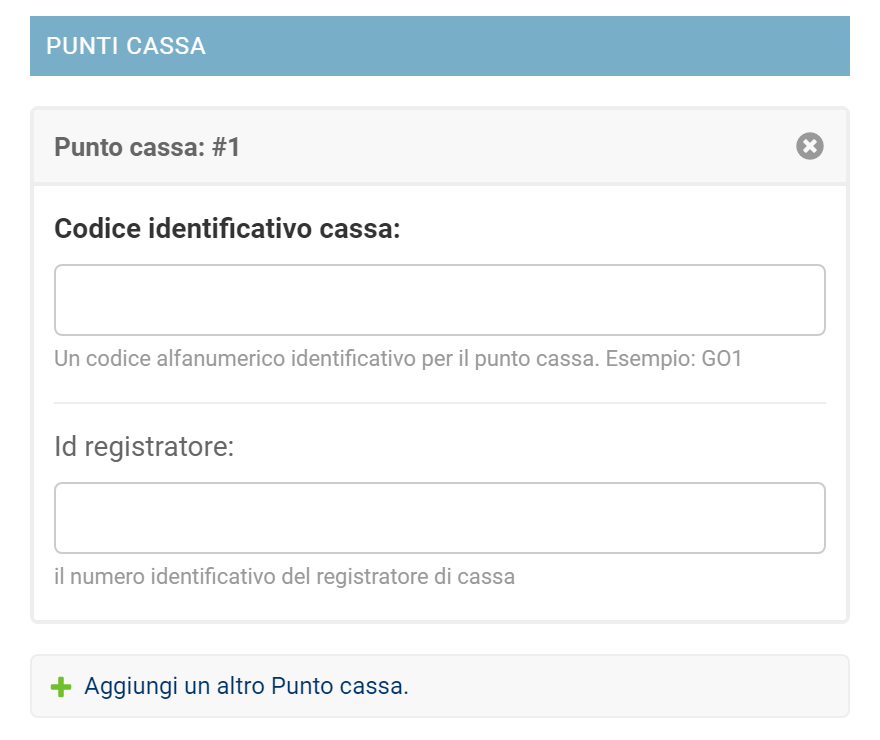 PUNTI CASSA
Punto cassa: #1
Codice identificativo cassa:
Un codice alfanumerico identificativo per il punto cassa. Esempio: GO1
Id registratore:
il numero identificativo del registratore di cassa
Aggiungi un altro Punto cassa.